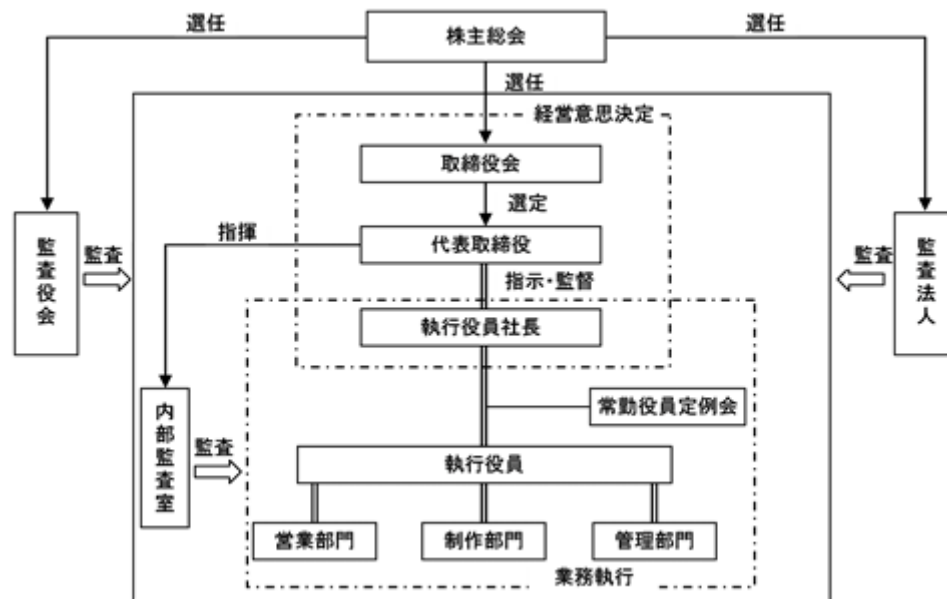 選任
株主総会
選任
選任
経営意思決定
取締役会
選定
指揮
代表取締役
監査役会
監査
監査
監査法人
指示・監督
執行役員社長
常勤役員定例会
内部監査室
監査
執行役員
営業部門
制作部門
管理部門
業務執行